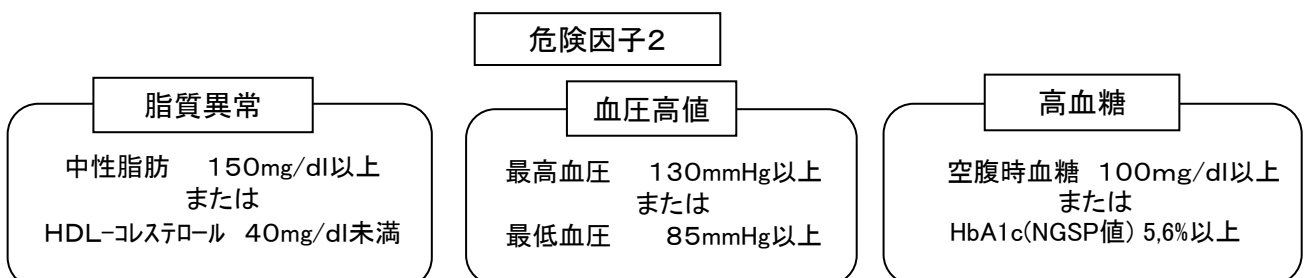 危険因子２
脂質異常
中性脂肪　　１５０mg/dl以上
または
HDL-ｺﾚｽﾃﾛｰﾙ　４０mg/dl未満
血圧高値
最高血圧　　１３０mmHg以上
または
最低血圧　　８５mmHg以上
高血糖
空腹時血糖　１００ｍｇ/dl以上
または
HbA1c(NGSP値) 5,6%以上